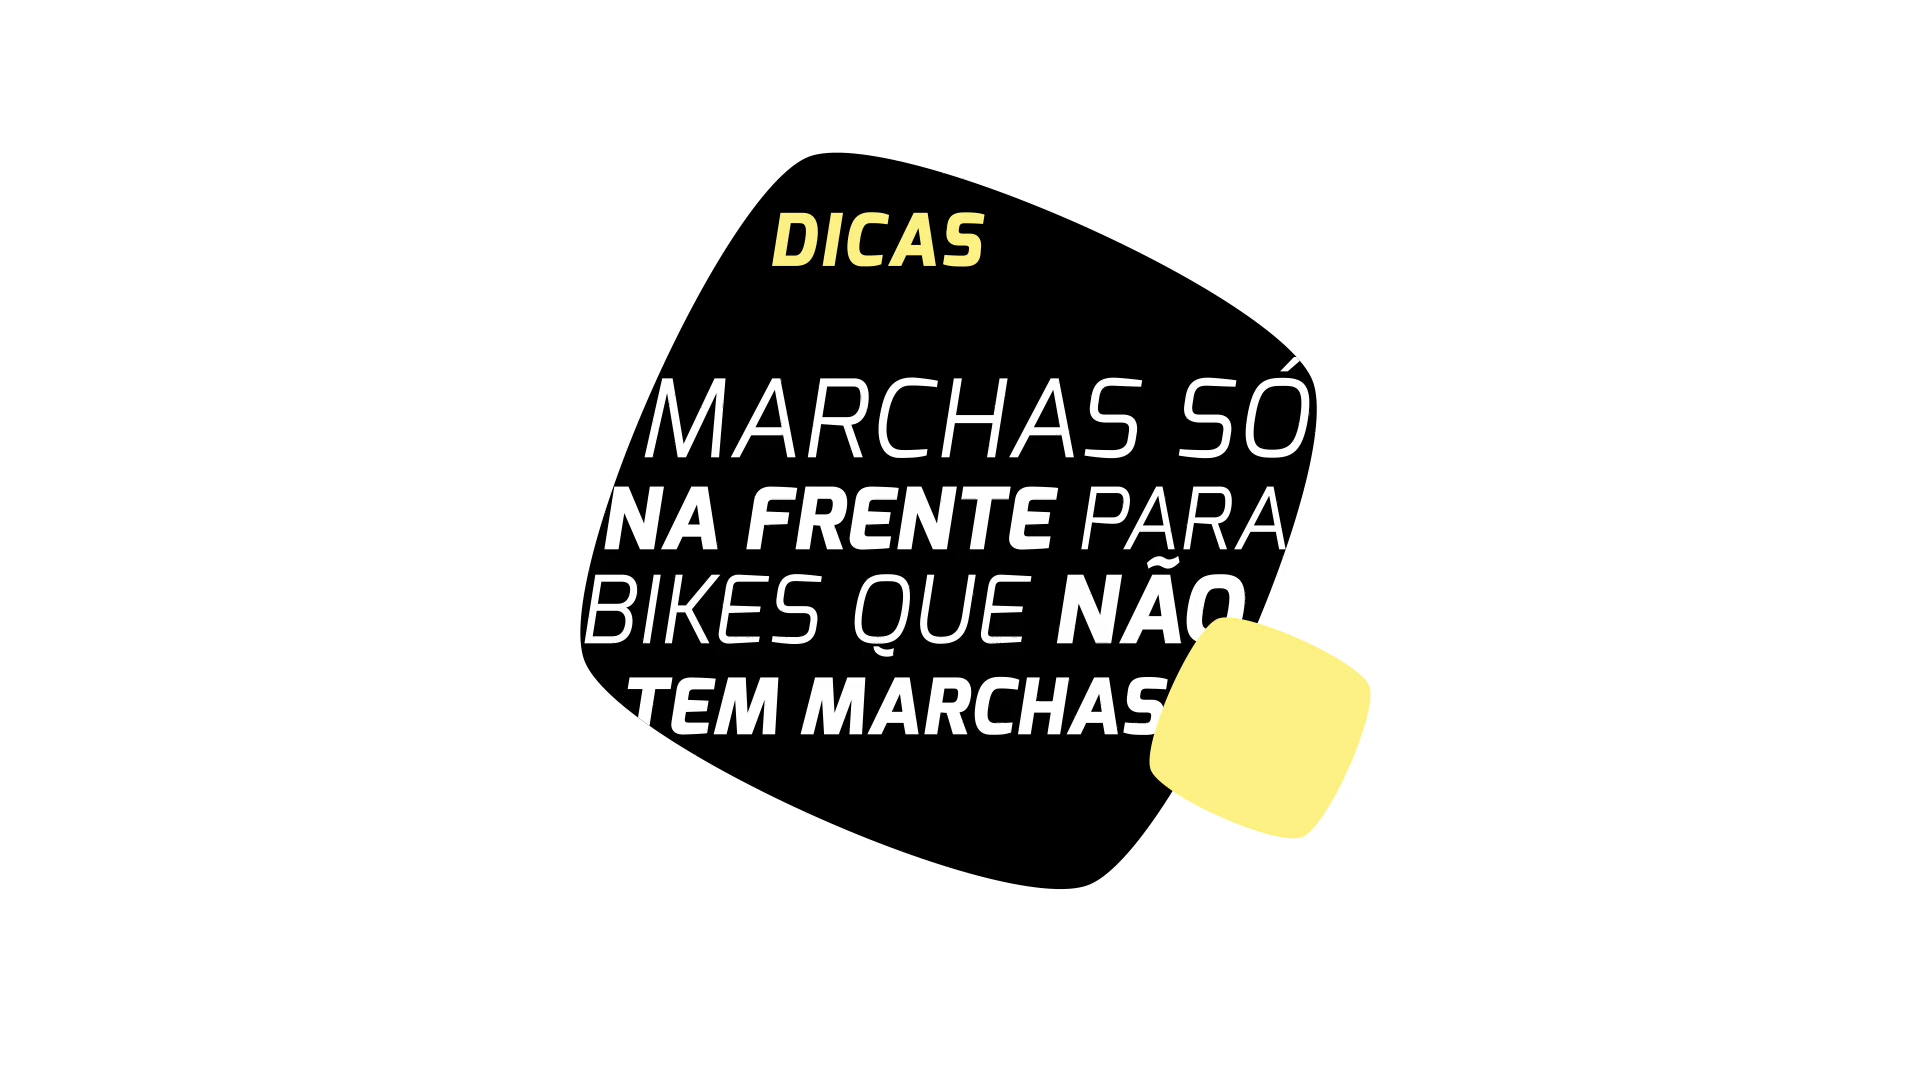 DICAS
MARCHAS SÓ
NA FRENTE PARA
BIKES QUE NÃO
TEM MARCHAS